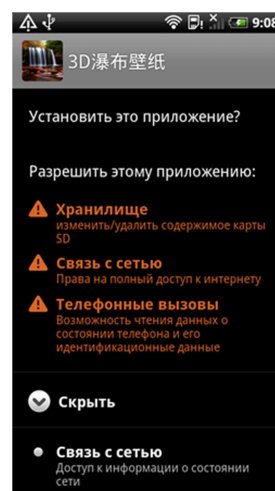 9:08
3D瀑布壁纸
Установить это приложение?
Разрешить этому приложению:
Хранилище
изменить/удалить содержимое карты
SD
Связь с сетью
Права на полный доступ к интернету
Телефонные вызовы
Возможность чтения данных о
состоянии телефона и его
идентификационные данные
Скрыть
Связь с сетью
Доступ к информации о состоянии
сети